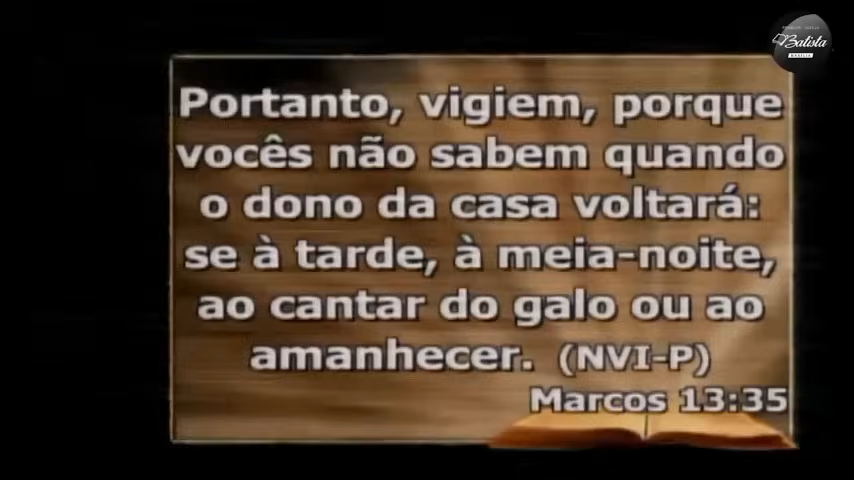 Batista
Portanto, vigiem, porque
vocês não sabem quando
o dono da casa voltará:
se à tarde, à meia-noite,
ao cantar do galo ou ao
amanhecer. (NVI-P)
Marcos 13:35